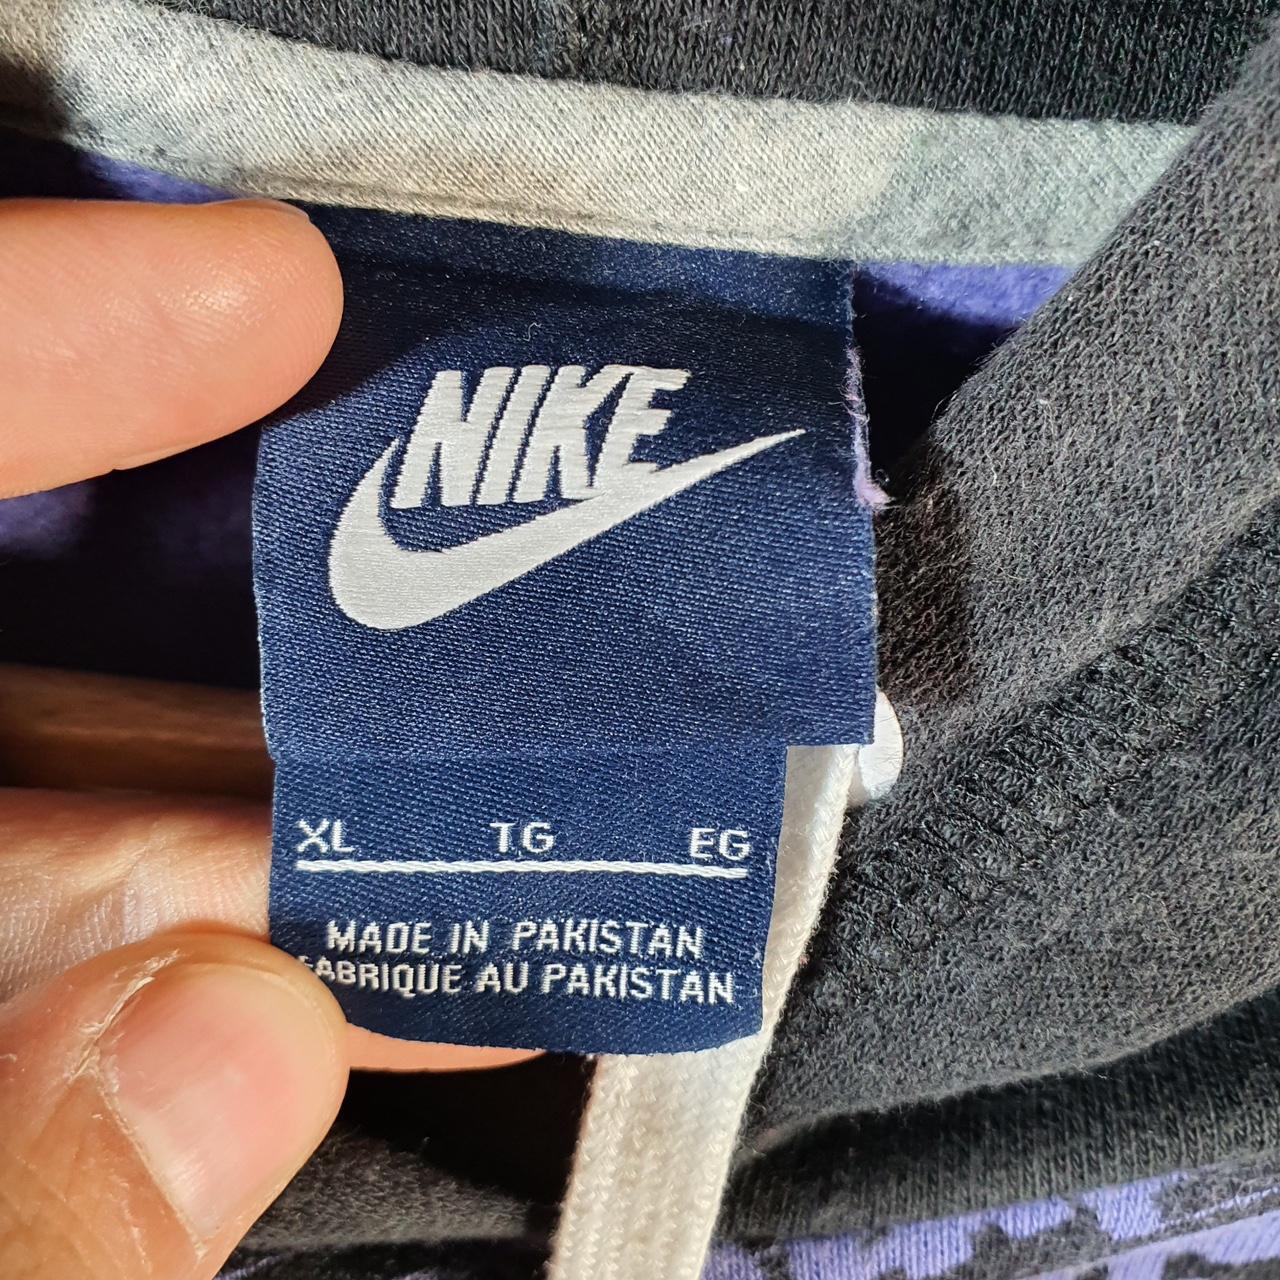 NIKE
XL TG EG
MADE IN PAKISTAN
FABRIQUE AU PAKISTAN